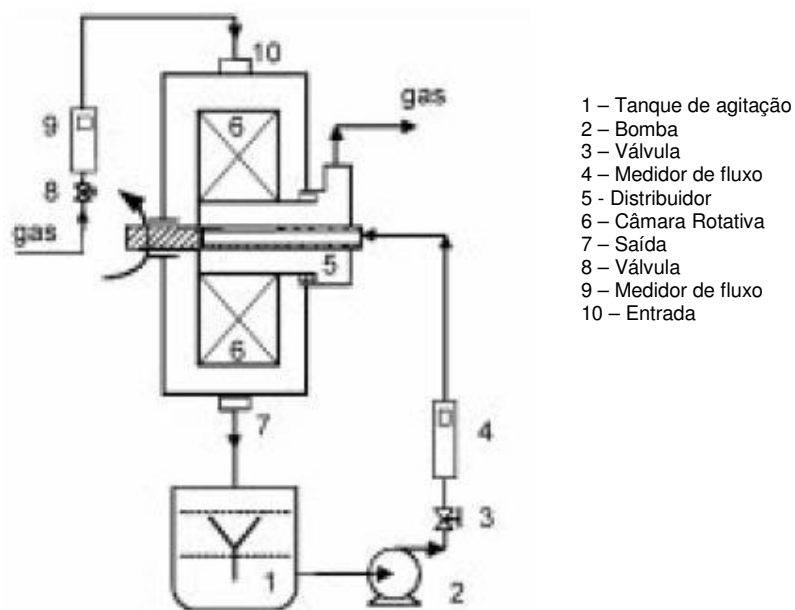 10
gas
9
6
8
gas
5
6
7
4
3
1
2
1 – Tanque de agitação
2 – Bomba
3 – Válvula
4 – Medidor de fluxo
5 - Distribuidor
6 – Câmara Rotativa
7 – Saída
8 – Válvula
9 – Medidor de fluxo
10 – Entrada